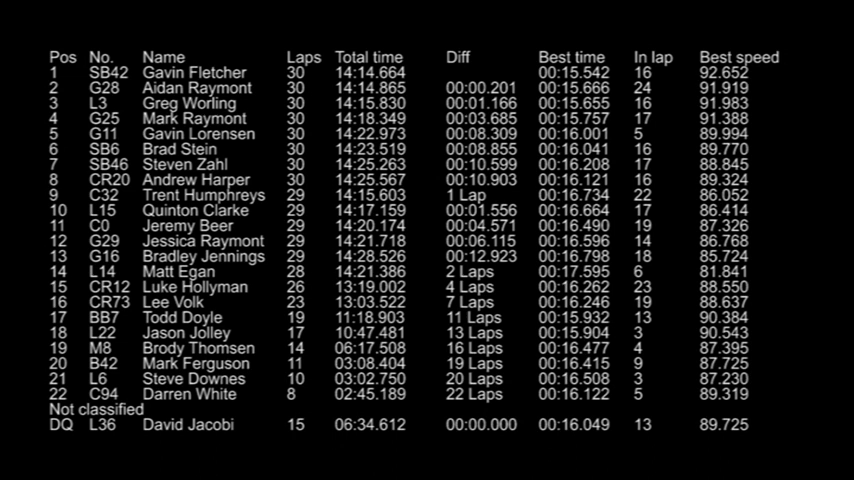 Pos No. Name Laps Total time Diff Best time In lap Best speed
1 SB42 Gavin Fletcher 30 14:14.664 00:15.542 16 92.652
2 G28 Aidan Raymont 30 14:14.865 00:00.201 00:15.666 24 91.919
3 L3 Greg Worling 30 14:15.830 00:01.166 00:15.655 16 91.983
4 G25 Mark Raymont 30 14:18.349 00:03.685 00:15.757 17 91.388
5 G11 Gavin Lorensen 30 14:22.973 00:08.309 00:16.001 5 89.994
6 SB6 Brad Stein 30 14:23.519 00:08.855 00:16.041 16 89.770
7 SB46 Steven Zahl 30 14:25.263 00:10.599 00:16.208 17 88.845
8 CR20 Andrew Harper 30 14:25.567 00:10.903 00:16.121 16 89.324
9 C32 Trent Humphreys 29 14:15.603 1 Lap 00:16.734 22 86.052
10 L15 Quinton Clarke 29 14:17.159 00:01.556 00:16.664 17 86.414
11 C0 Jeremy Beer 29 14:20.174 00:04.571 00:16.490 19 87.326
12 G29 Jessica Raymont 29 14:21.718 00:06.115 00:16.596 14 86.768
13 G16 Bradley Jennings 29 14:28.526 00:12.923 00:16.798 18 85.724
14 L14 Matt Egan 28 14:21.386 2 Laps 00:17.595 6 81.841
15 CR12 Luke Hollyman 26 13:19.002 4 Laps 00:16.262 23 88.550
16 CR73 Lee Volk 23 13:03.522 7 Laps 00:16.246 19 88.637
17 BB7 Todd Doyle 19 11:18.903 11 Laps 00:15.932 13 90.384
18 L22 Jason Jolley 17 10:47.481 13 Laps 00:15.904 3 90.543
19 M8 Brody Thomsen 14 06:17.508 16 Laps 00:16.477 4 87.395
20 B42 Mark Ferguson 11 03:08.404 19 Laps 00:16.415 9 87.725
21 L6 Steve Downes 10 03:02.750 20 Laps 00:16.508 3 87.230
22 C94 Darren White 8 02:45.189 22 Laps 00:16.122 5 89.319
Not classified
DQ L36 David Jacobi 15 06:34.612 00:00.000 00:16.049 13 89.725